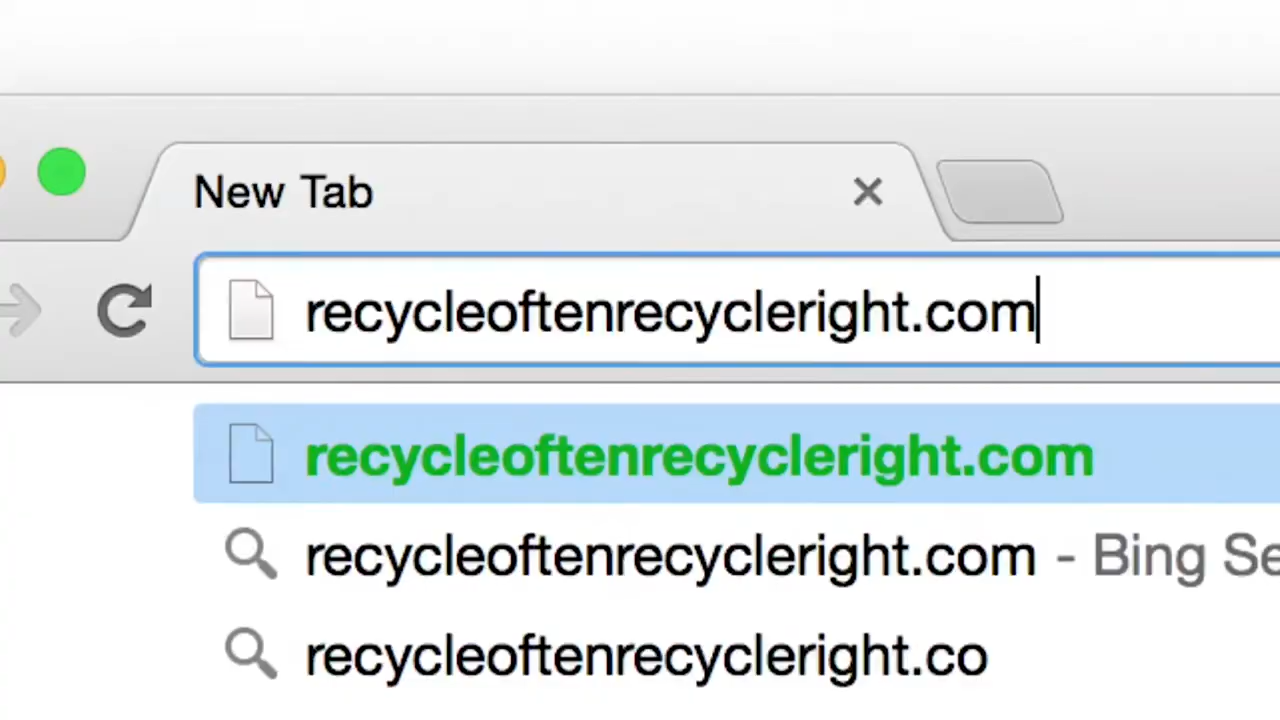 New Tab
recycleoftenrecycleright.com
recycleoftenrecycleright.com
recycleoftenrecycleright.com - Bing Se
recycleoftenrecycleright.co